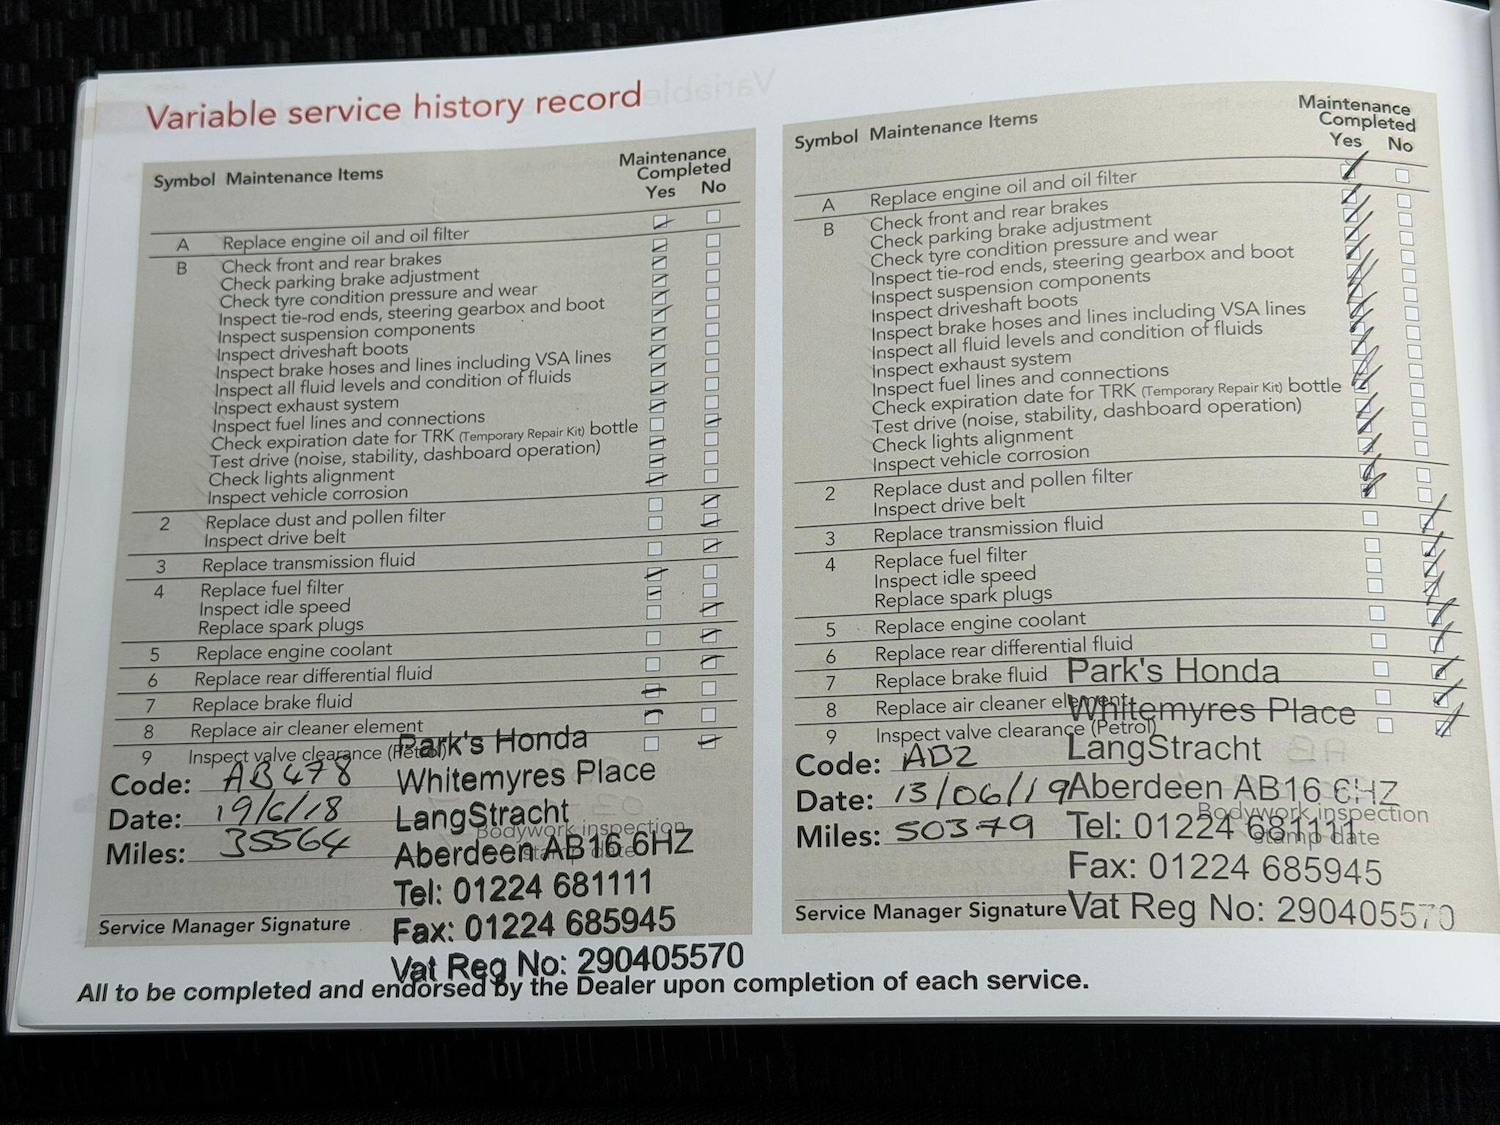 Variable service history record
Symbol Maintenance Items
Maintenance
Completed
Yes No
A Replace engine oil and oil filter
B Check front and rear brakes
Check parking brake adjustment
Check tyre condition pressure and wear
Inspect tie-rod ends, steering gearbox and boot
Inspect suspension components
Inspect driveshaft boots
Inspect brake hoses and lines including VSA lines
Inspect all fluid levels and condition of fluids
Inspect exhaust system
Inspect fuel lines and connections
Check expiration date for TRK (Temporary Repair Kit) bottle
Test drive (noise, stability, dashboard operation)
Check lights alignment
Inspect vehicle corrosion
2 Replace dust and pollen filter
Inspect drive belt
3 Replace transmission fluid
4 Replace fuel filter
Inspect idle speed
Replace spark plugs
5 Replace engine coolant
6 Replace rear differential fluid
7 Replace brake fluid
8 Replace air cleaner element
9 Inspect valve clearance (Petrol)
Code: AB478
Date: 19/6/18
Miles: 35564
Park's Honda
Whitemyres Place
LangStracht
Bodywork inspection
stamp date
Aberdeen AB16 6HZ
Tel: 01224 681111
Fax: 01224 685945
Vat Reg No: 290405570
Service Manager Signature
Symbol Maintenance Items
Maintenance
Completed
Yes No
A Replace engine oil and oil filter
B Check front and rear brakes
Check parking brake adjustment
Check tyre condition pressure and wear
Inspect tie-rod ends, steering gearbox and boot
Inspect suspension components
Inspect driveshaft boots
Inspect brake hoses and lines including VSA lines
Inspect all fluid levels and condition of fluids
Inspect exhaust system
Inspect fuel lines and connections
Check expiration date for TRK (Temporary Repair Kit) bottle
Test drive (noise, stability, dashboard operation)
Check lights alignment
Inspect vehicle corrosion
2 Replace dust and pollen filter
Inspect drive belt
3 Replace transmission fluid
4 Replace fuel filter
Inspect idle speed
Replace spark plugs
5 Replace engine coolant
6 Replace rear differential fluid
7 Replace brake fluid
8 Replace air cleaner element
9 Inspect valve clearance (Petrol)
Code: AB2
Date: 13/06/19
Miles: 50379
Park's Honda
Whitemyres Place
LangStracht
Aberdeen AB16 6HZ
Bodywork inspection
stamp date
Tel: 01224 681111
Fax: 01224 685945
Vat Reg No: 290405570
Service Manager Signature
All to be completed and endorsed by the Dealer upon completion of each service.